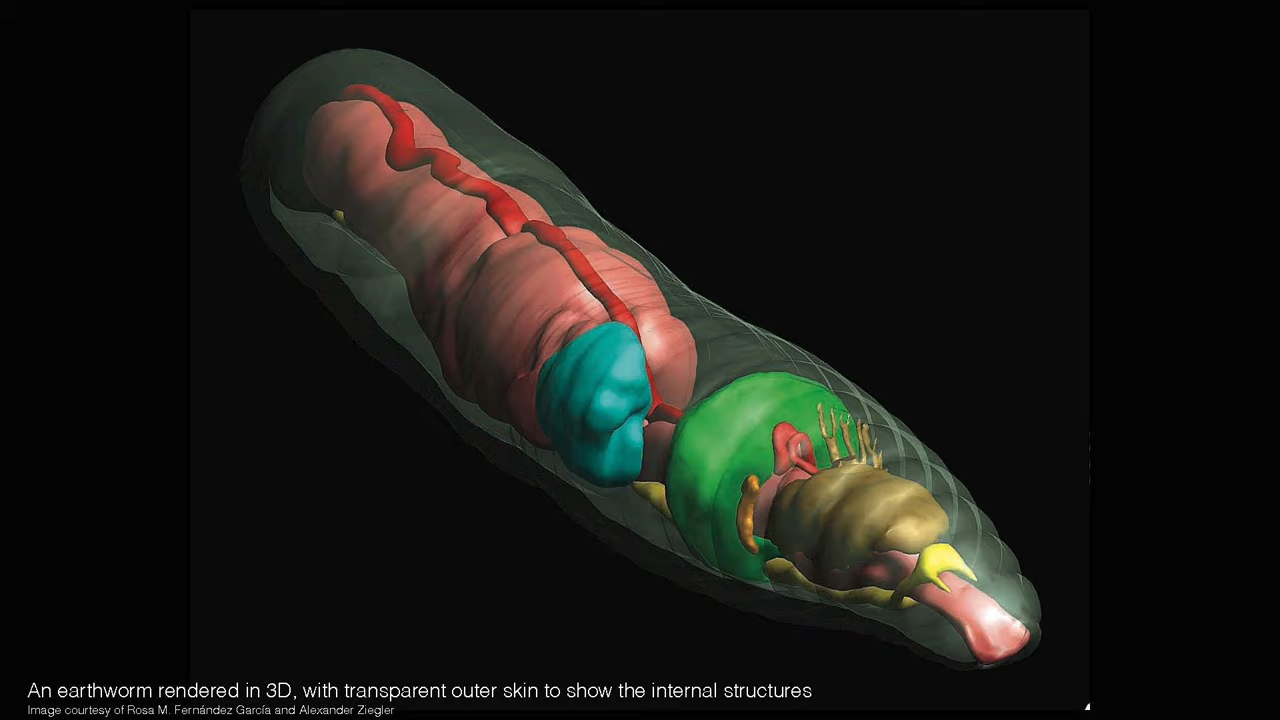 An earthworm rendered in 3D, with transparent outer skin to show the internal structures
Image courtesy of Rosa M. Fernández García and Alexander Ziegler